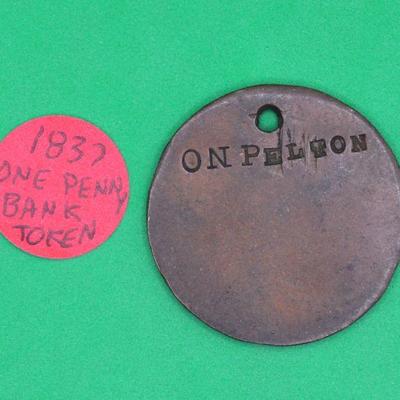 1837
ONE PENNY
BANK
TOKEN
ON PELTON